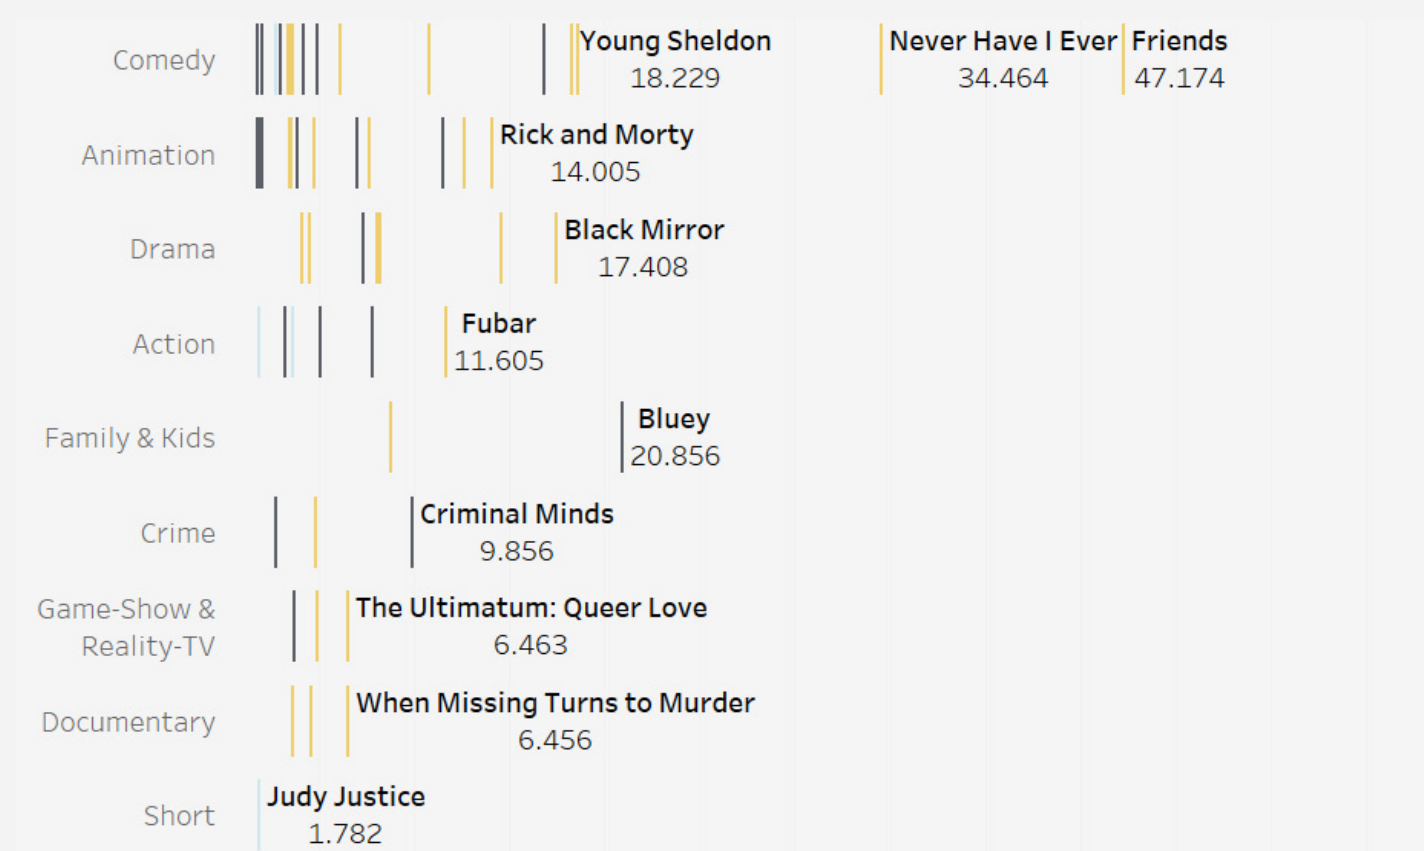 Comedy
Young Sheldon
18.229
Never Have I Ever
34.464
Friends
47.174
Animation
Rick and Morty
14.005
Drama
Black Mirror
17.408
Action
Fubar
11.605
Family & Kids
Bluey
20.856
Crime
Criminal Minds
9.856
Game-Show &
Reality-TV
The Ultimatum: Queer Love
6.463
Documentary
When Missing Turns to Murder
6.456
Short
Judy Justice
1.782